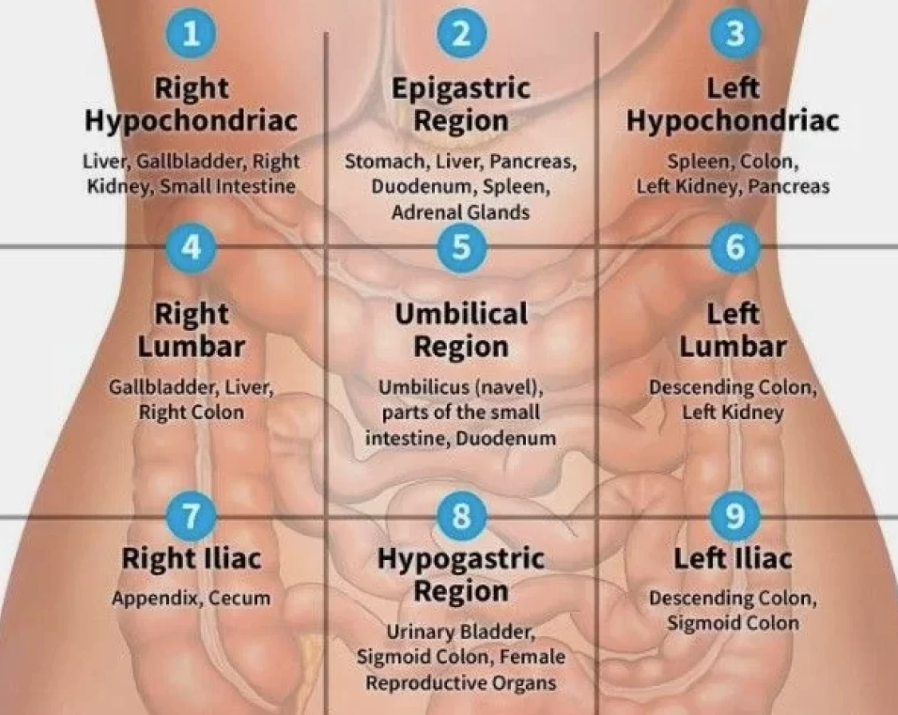 1
Right
Hypochondriac
Liver, Gallbladder, Right
Kidney, Small Intestine
2
Epigastric
Region
Stomach, Liver, Pancreas,
Duodenum, Spleen,
Adrenal Glands
3
Left
Hypochondriac
Spleen, Colon,
Left Kidney, Pancreas
4
Right
Lumbar
Gallbladder, Liver,
Right Colon
5
Umbilical
Region
Umbilicus (navel),
parts of the small
intestine, Duodenum
6
Left
Lumbar
Descending Colon,
Left Kidney
7
Right Iliac
Appendix, Cecum
8
Hypogastric
Region
Urinary Bladder,
Sigmoid Colon, Female
Reproductive Organs
9
Left Iliac
Descending Colon,
Sigmoid Colon